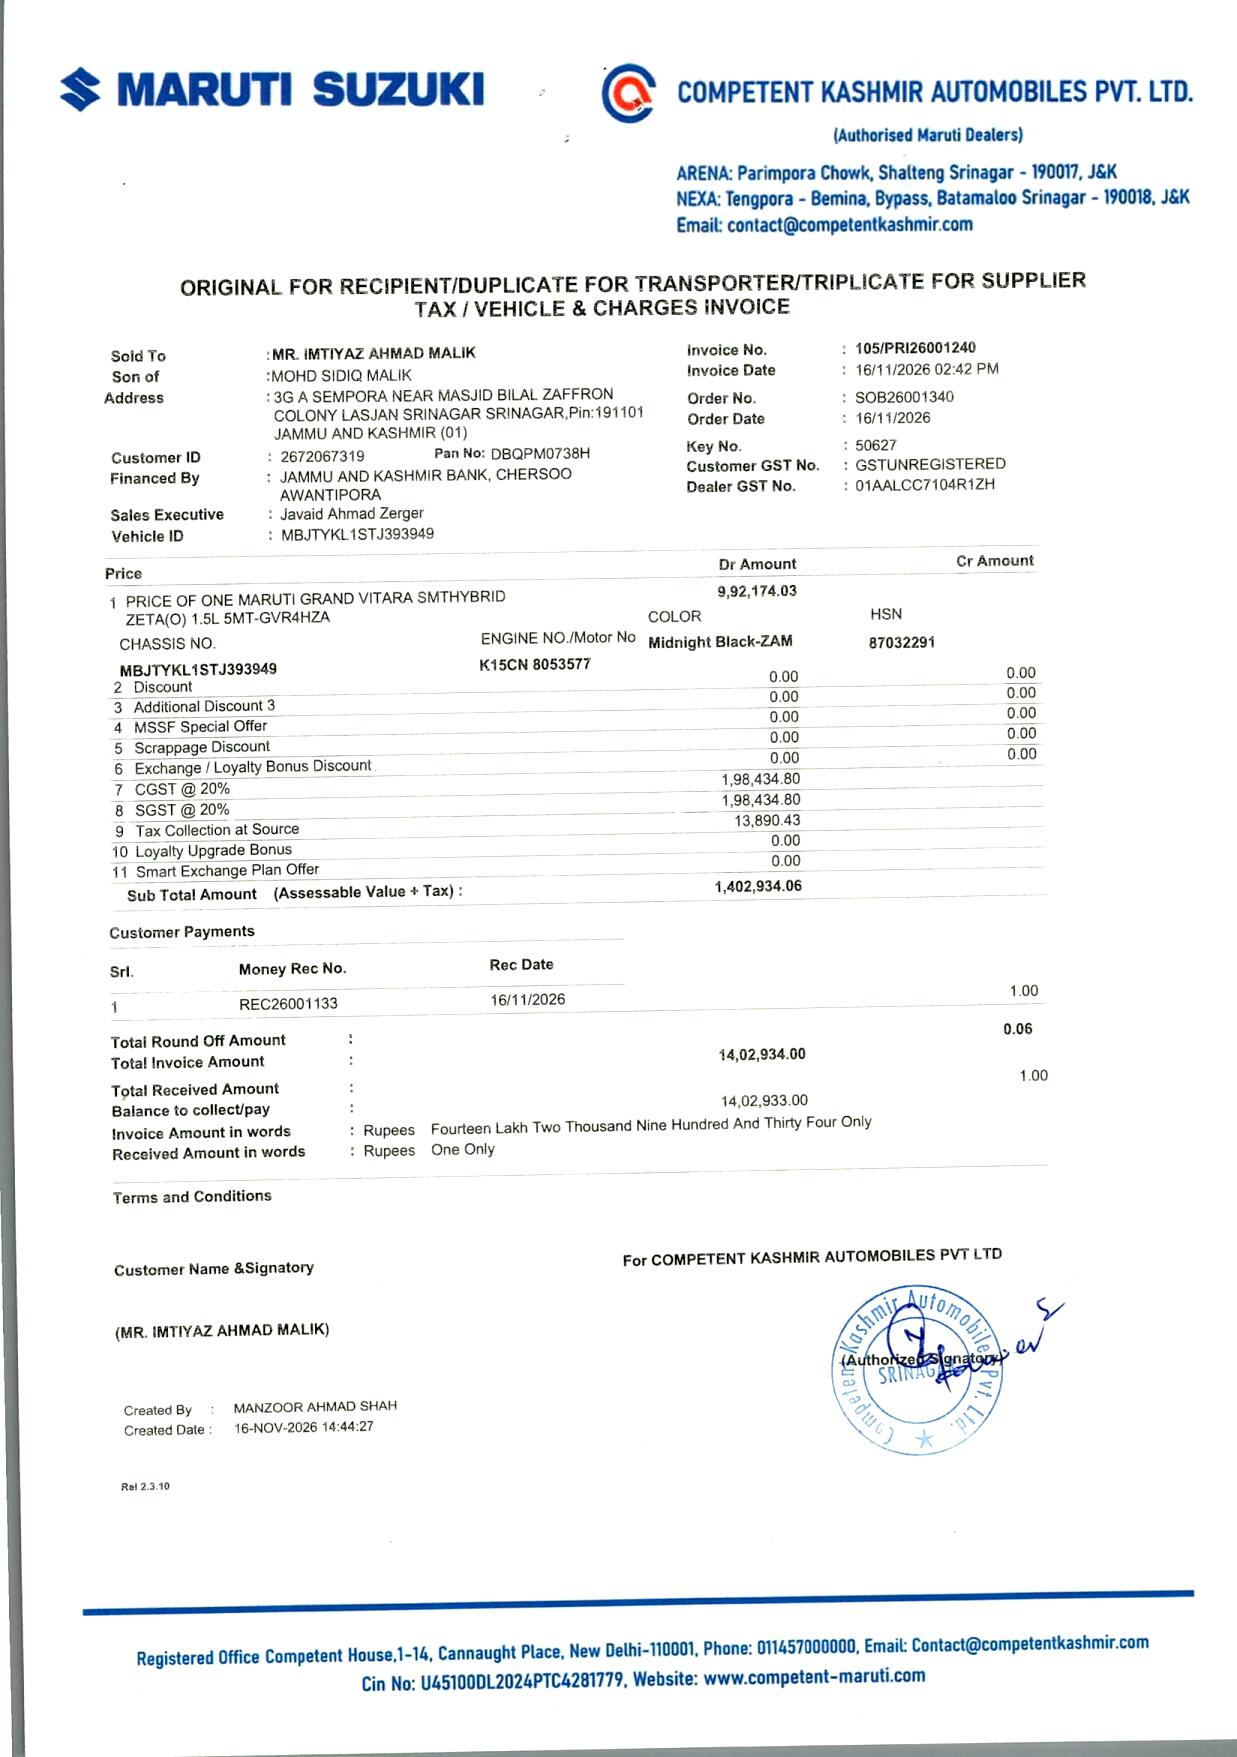 MARUTI SUZUKI
COMPETENT KASHMIR AUTOMOBILES PVT. LTD.
(Authorised Maruti Dealers)
ARENA: Parimpora Chowk, Shalteng Srinagar - 190017, J&K
NEXA: Tengpora - Bemina, Bypass, Batamaloo Srinagar - 190018, J&K
Email: contact@competentkashmir.com
ORIGINAL FOR RECIPIENT/DUPLICATE FOR TRANSPORTER/TRIPLICATE FOR SUPPLIER
TAX / VEHICLE & CHARGES INVOICE
Sold To : MR. IMTIYAZ AHMAD MALIK
Son of : MOHD SIDIQ MALIK
Address : 3G A SEMPORA NEAR MASJID BILAL ZAFFRON
COLONY LASJAN SRINAGAR SRINAGAR,Pin:191101
JAMMU AND KASHMIR (01)
Customer ID : 2672067319 Pan No: DBQPM0738H
Financed By : JAMMU AND KASHMIR BANK, CHERSOO
AWANTIPORA
Sales Executive : Javaid Ahmad Zerger
Vehicle ID : MBJTYKL1STJ393949
Invoice No. : 105/PRI26001240
Invoice Date : 16/11/2026 02:42 PM
Order No. : SOB26001340
Order Date : 16/11/2026
Key No. : 50627
Customer GST No. : GSTUNREGISTERED
Dealer GST No. : 01AALCC7104R1ZH
Price Dr Amount Cr Amount
1 PRICE OF ONE MARUTI GRAND VITARA SMTHYBRID 9,92,174.03
ZETA(O) 1.5L 5MT-GVR4HZA COLOR HSN
CHASSIS NO. ENGINE NO./Motor No Midnight Black-ZAM 87032291
MBJTYKL1STJ393949 K15CN 8053577
2 Discount 0.00 0.00
3 Additional Discount 3 0.00 0.00
4 MSSF Special Offer 0.00 0.00
5 Scrappage Discount 0.00 0.00
6 Exchange / Loyalty Bonus Discount 0.00 0.00
7 CGST @ 20% 1,98,434.80
8 SGST @ 20% 1,98,434.80
9 Tax Collection at Source 13,890.43
10 Loyalty Upgrade Bonus 0.00
11 Smart Exchange Plan Offer 0.00
Sub Total Amount (Assessable Value + Tax) : 1,402,934.06
Customer Payments
Srl. Money Rec No. Rec Date
1 REC26001133 16/11/2026 1.00
Total Round Off Amount : 0.06
Total Invoice Amount : 14,02,934.00
Total Received Amount : 1.00
Balance to collect/pay : 14,02,933.00
Invoice Amount in words : Rupees Fourteen Lakh Two Thousand Nine Hundred And Thirty Four Only
Received Amount in words : Rupees One Only
Terms and Conditions
Customer Name &Signatory
For COMPETENT KASHMIR AUTOMOBILES PVT LTD
(MR. IMTIYAZ AHMAD MALIK)
(Authorized Signatory)
Competent Kashmir Automobiles Pvt. Ltd.
SRINAGAR
Created By : MANZOOR AHMAD SHAH
Created Date : 16-NOV-2026 14:44:27
Rel 2.3.10
Registered Office Competent House,1-14, Cannaught Place, New Delhi-110001, Phone: 011457000000, Email: Contact@competentkashmir.com
Cin No: U45100DL2024PTC4281779, Website: www.competent-maruti.com